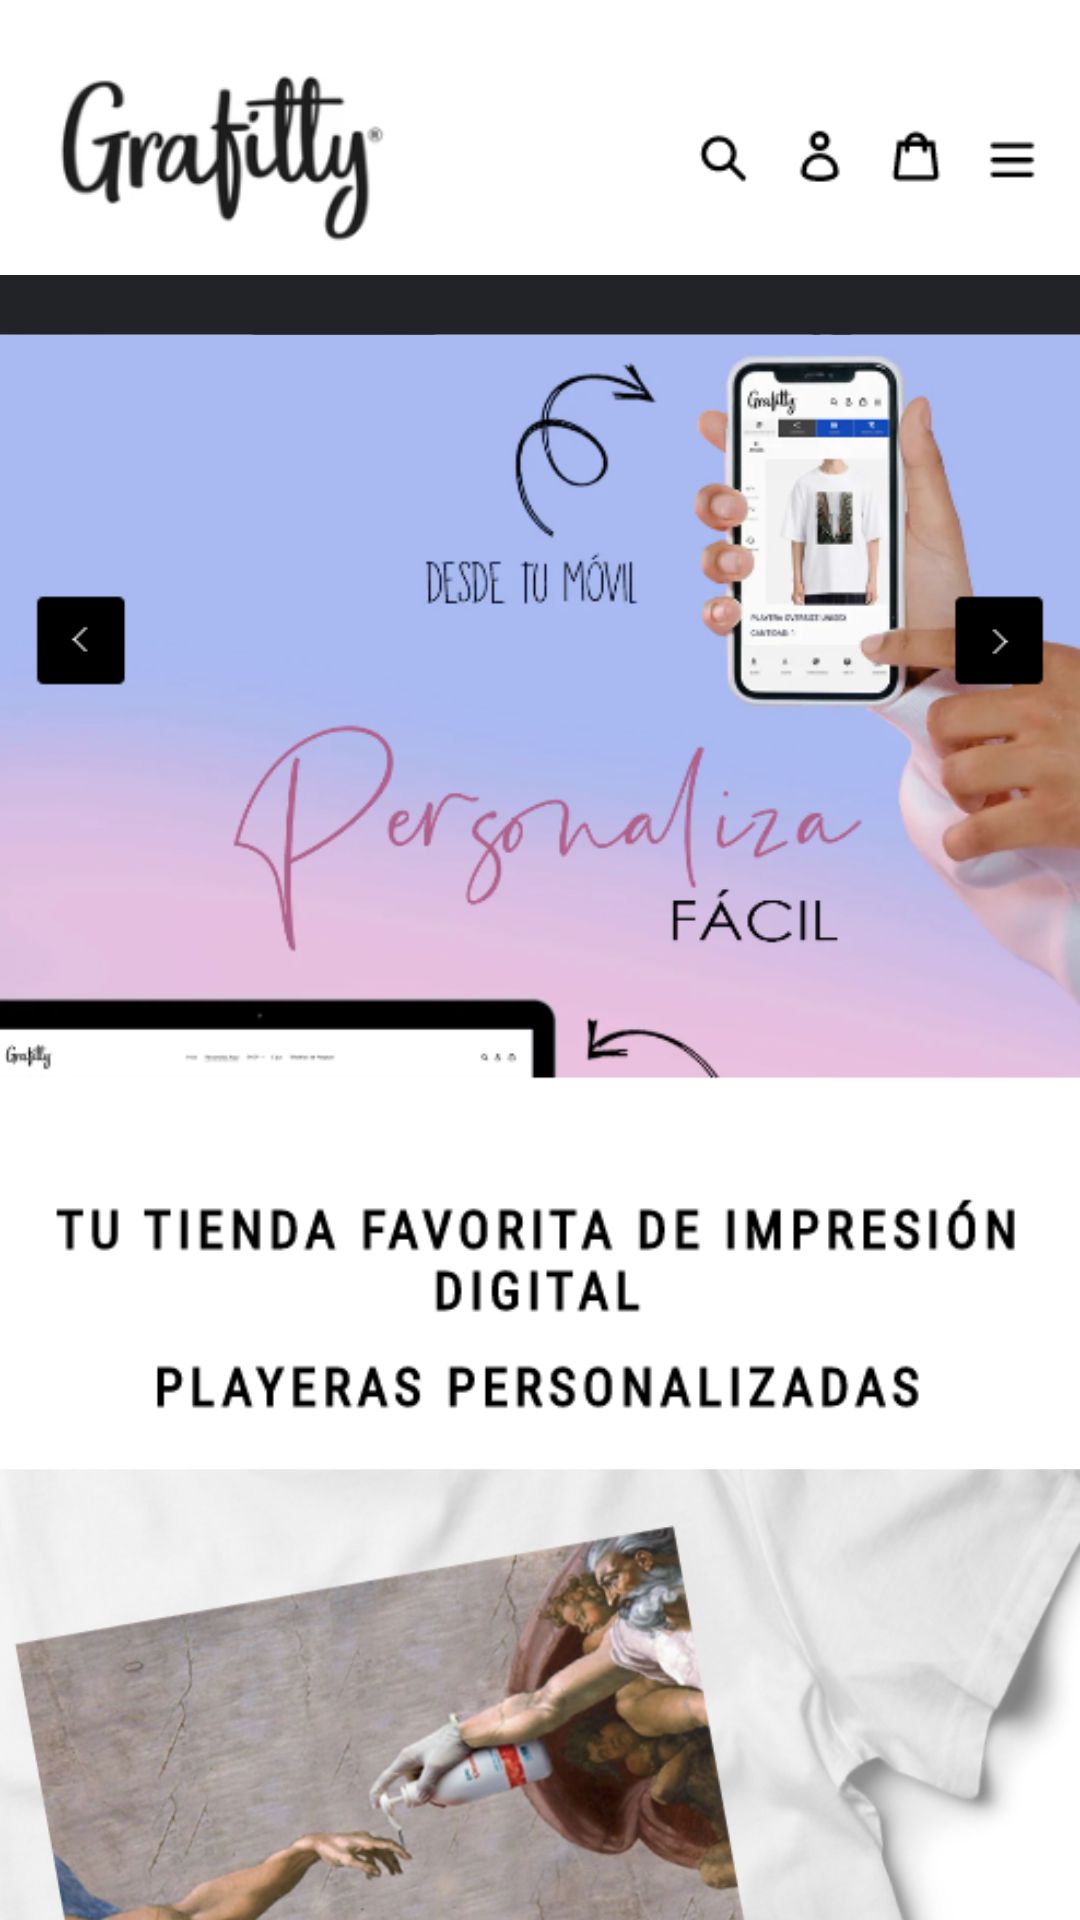 Grafitty®
Grafitty
DESDE TU MÓVIL
PLAYERA OVERSIZE UNISEX
CANTIDAD: 1
Personaliza
FÁCIL
Grafitty
TU TIENDA FAVORITA DE IMPRESIÓN
DIGITAL
PLAYERAS PERSONALIZADAS